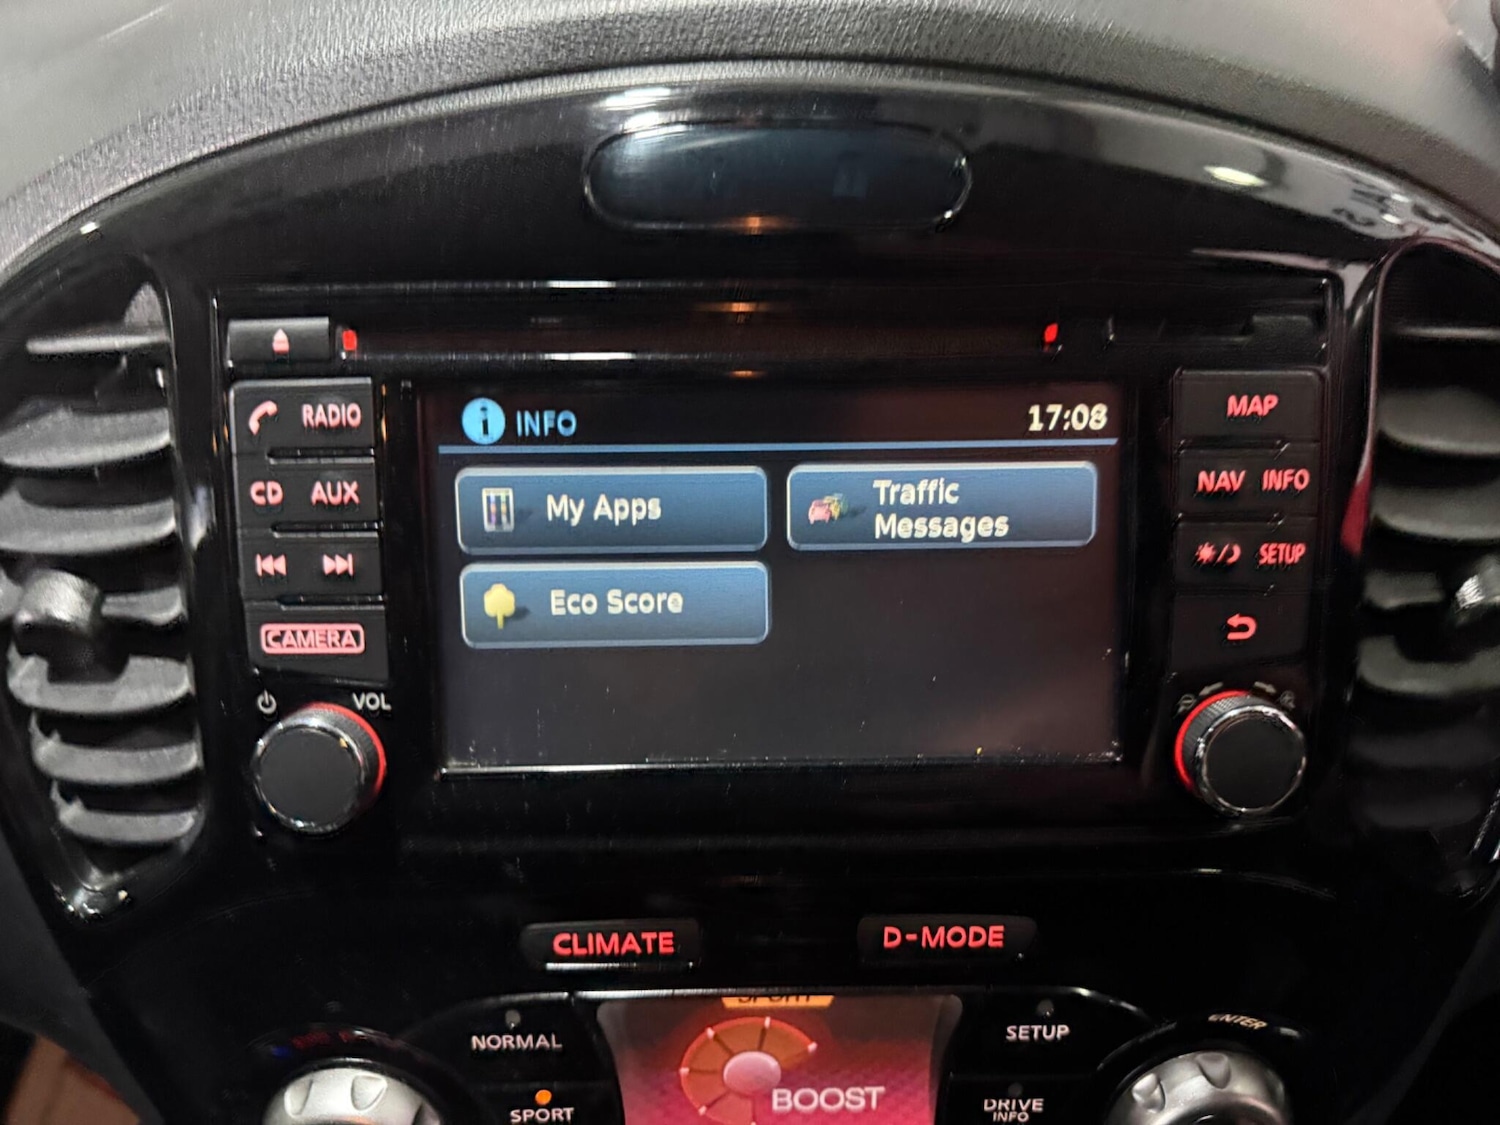 RADIO
CD AUX
CAMERA
VOL
INFO 17:08
My Apps
Traffic
Messages
Eco Score
MAP
NAV INFO
SETUP
CLIMATE D-MODE
NORMAL
SPORT
SPORT
BOOST
SETUP
ENTER
DRIVE
INFO